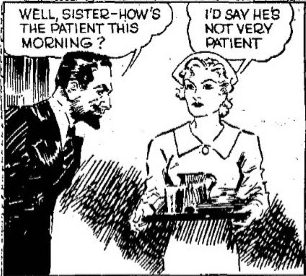 WELL, SISTER-HOW'S
THE PATIENT THIS
MORNING?
I'D SAY HE'S
NOT VERY
PATIENT